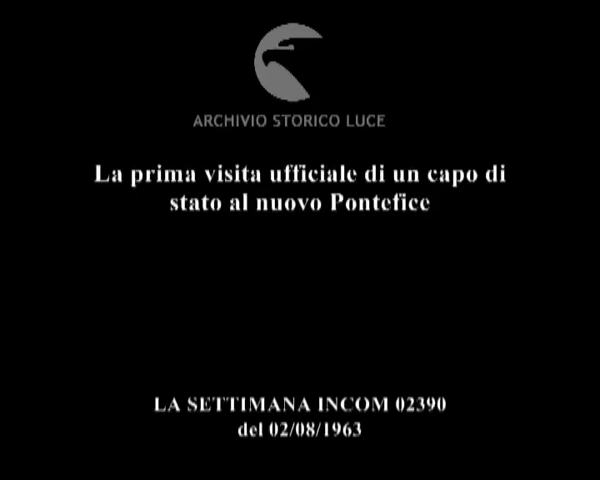 ARCHIVIO STORICO LUCE
La prima visita ufficiale di un capo di
stato al nuovo Pontefice
LA SETTIMANA INCOM 02390
del 02/08/1963